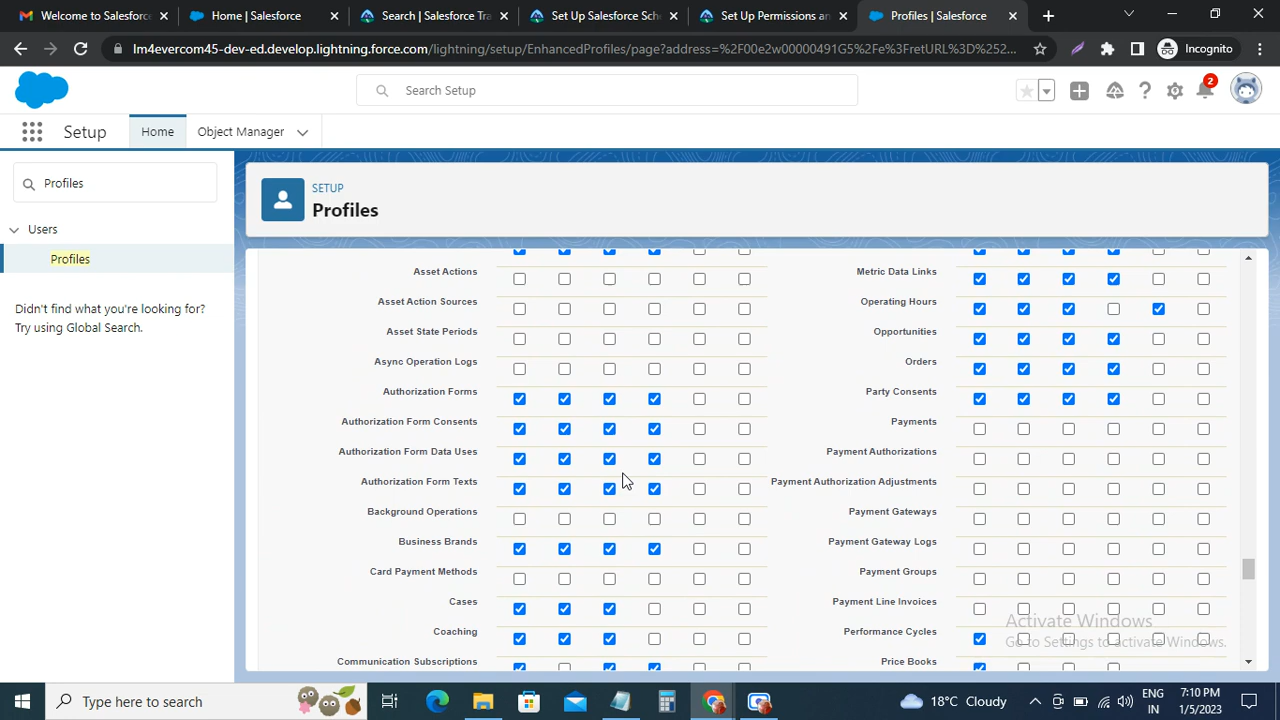 Welcome to Salesforce
Home | Salesforce
Search | Salesforce Tra
Set Up Salesforce Sch
Set Up Permissions an
Profiles | Salesforce
lm4evercom45-dev-ed.develop.lightning.force.com/lightning/setup/EnhancedProfiles/page?address=%2F00e2w00000491G5%2Fe%3FretURL%3D%252...
Incognito
Search Setup
2
Setup
Home
Object Manager
Profiles
Users
Profiles
Didn't find what you're looking for?
Try using Global Search.
SETUP
Profiles
Asset Actions
Asset Action Sources
Asset State Periods
Async Operation Logs
Authorization Forms
Authorization Form Consents
Authorization Form Data Uses
Authorization Form Texts
Background Operations
Business Brands
Card Payment Methods
Cases
Coaching
Communication Subscriptions
Metric Data Links
Operating Hours
Opportunities
Orders
Party Consents
Payments
Payment Authorizations
Payment Authorization Adjustments
Payment Gateways
Payment Gateway Logs
Payment Groups
Payment Line Invoices
Performance Cycles
Price Books
Activate Windows
Go to Settings to activate Windows.
Type here to search
18°C Cloudy
ENG
IN
7:10 PM
1/5/2023